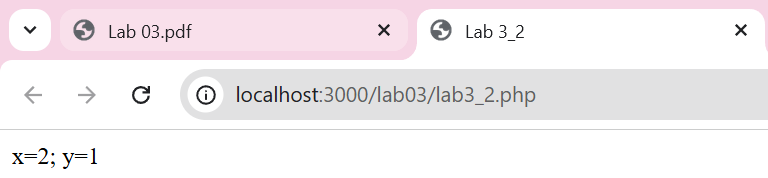 Lab 03.pdf
Lab 3_2
localhost:3000/lab03/lab3_2.php
x=2; y=1